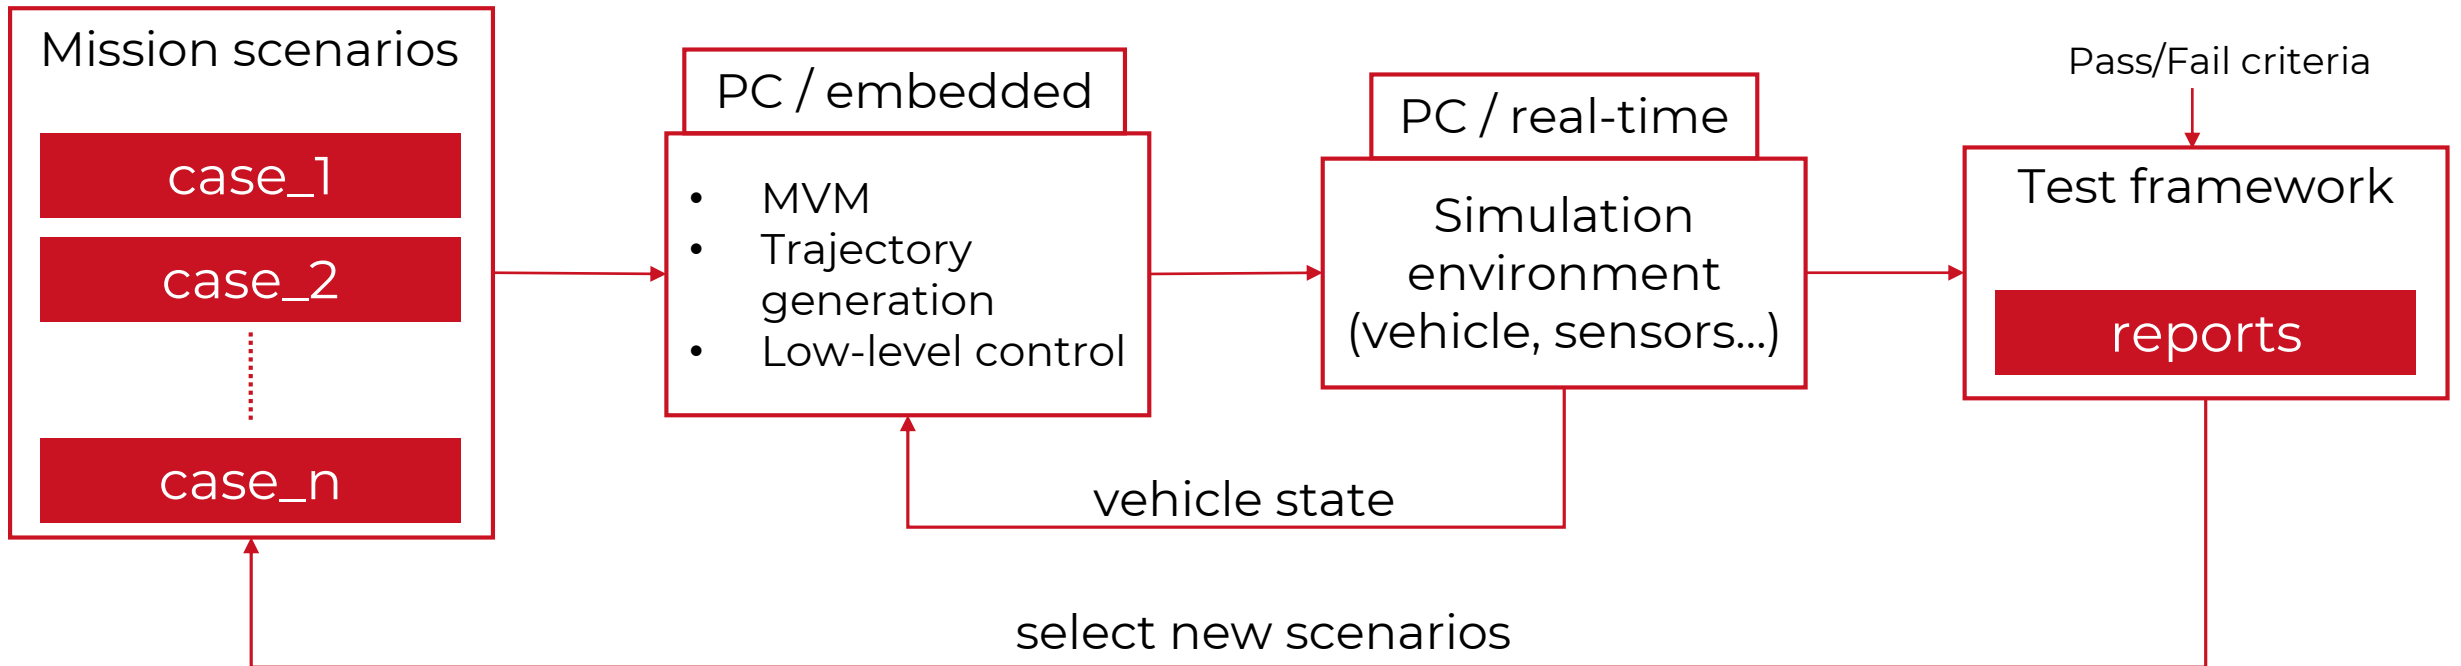 Mission scenarios
case_1
case_2
case_n
PC / embedded
• MVM
• Trajectory
generation
• Low-level control
PC / real-time
Simulation
environment
(vehicle, sensors...)
Pass/Fail criteria
Test framework
reports
vehicle state
select new scenarios